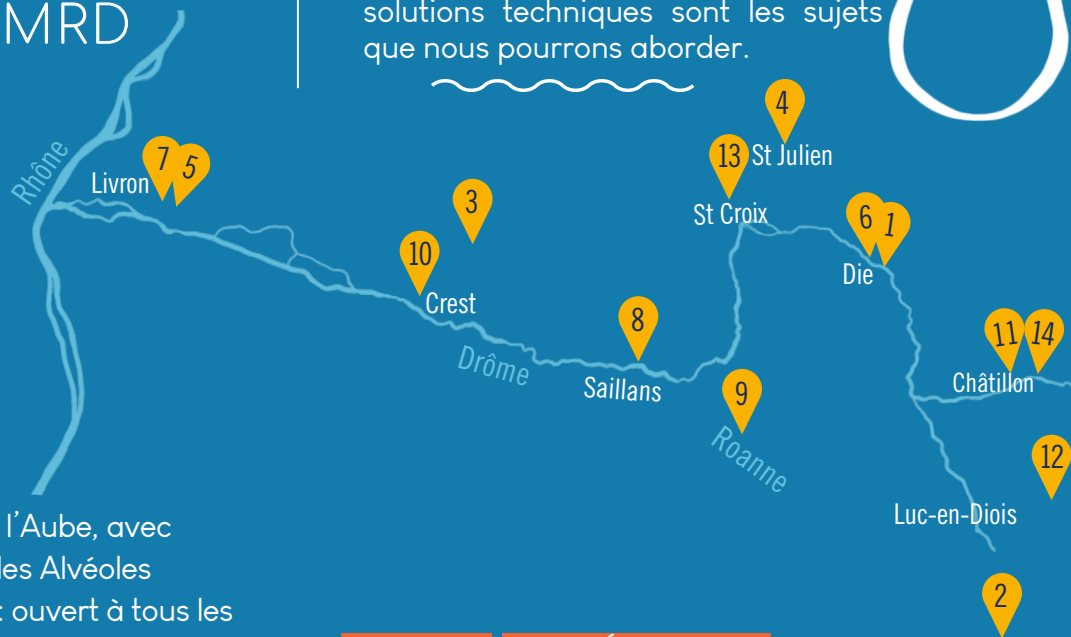 MRD
solutions techniques sont les sujets
que nous pourrons aborder.
4
7
5
13
St Julien
Rhône
Livron
3
St Croix
6
1
10
Die
Crest
8
11
14
Drôme
Châtillon
Saillans
9
Roanne
12
Luc-en-Diois
l'Aube, avec
les Alvéoles
: ouvert à tous les
2